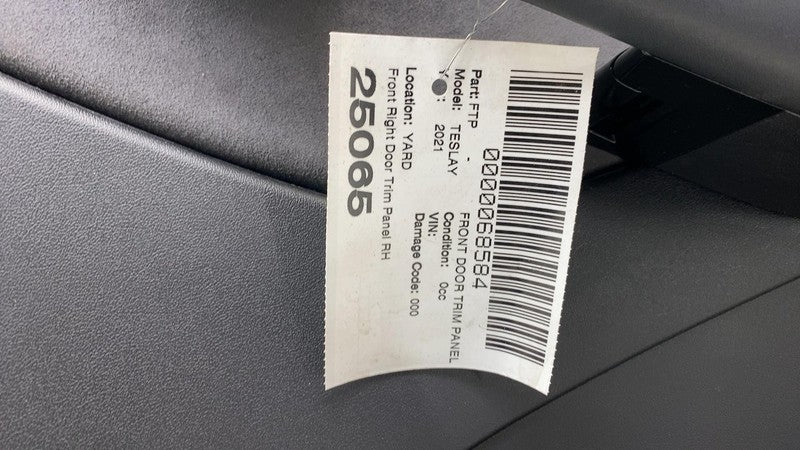 0000068584
Part: FTP - FRONT DOOR TRIM PANEL
Model: TESLAY Condition: 0cc
Y : 2021 VIN:
Location: YARD Damage Code: 000
Front Right Door Trim Panel RH
25065